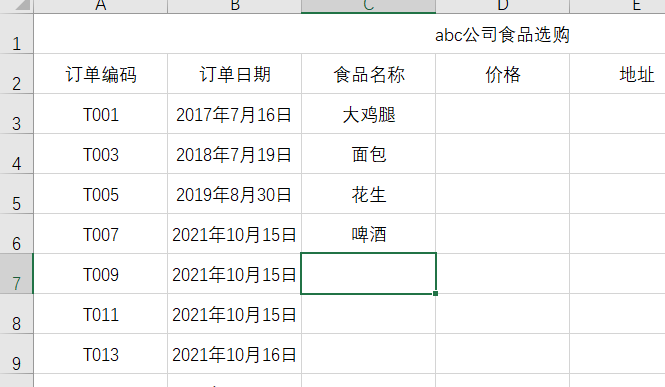 A B C D E
1 abc公司食品选购
2 订单编码 订单日期 食品名称 价格 地址
3 T001 2017年7月16日 大鸡腿
4 T003 2018年7月19日 面包
5 T005 2019年8月30日 花生
6 T007 2021年10月15日 啤酒
7 T009 2021年10月15日
8 T011 2021年10月15日
9 T013 2021年10月16日